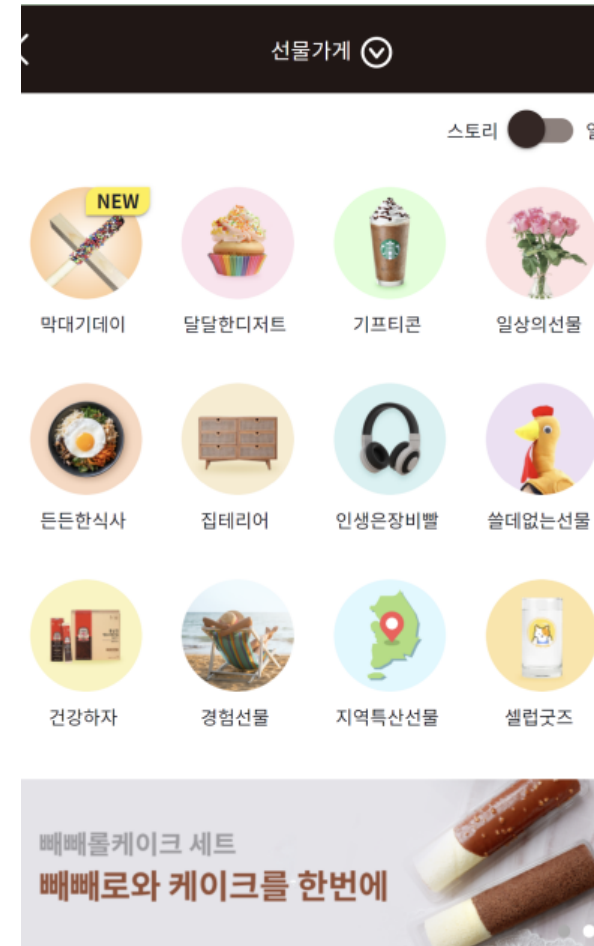 선물가게
스토리
NEW
막대기데이 달달한디저트 기프티콘 일상의선물
든든한식사 집테리어 인생은장비빨 쓸데없는선물
건강하자 경험선물 지역특산선물 셀럽굿즈
빼빼롤케이크 세트
빼빼로와 케이크를 한번에